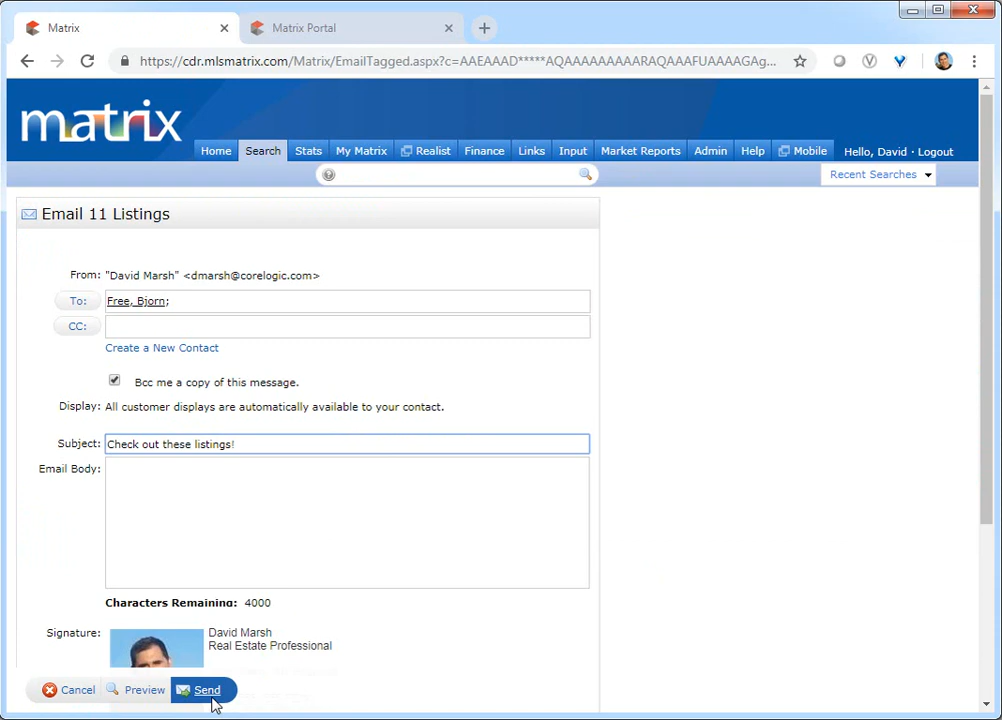 Matrix
Matrix Portal
https://cdr.mlsmatrix.com/Matrix/EmailTagged.aspx?c=AAEAAAD*****AQAAAAAAAAARAQAAAFUAAAAGAg...
matrix
Home Search Stats My Matrix Realist Finance Links Input Market Reports Admin Help Mobile Hello, David · Logout
Recent Searches
Email 11 Listings
From: "David Marsh" <dmarsh@corelogic.com>
To: Free, Bjorn;
CC:
Create a New Contact
Bcc me a copy of this message.
Display: All customer displays are automatically available to your contact.
Subject: Check out these listings!
Email Body:
Characters Remaining: 4000
Signature: David Marsh
Real Estate Professional
Cancel Preview Send